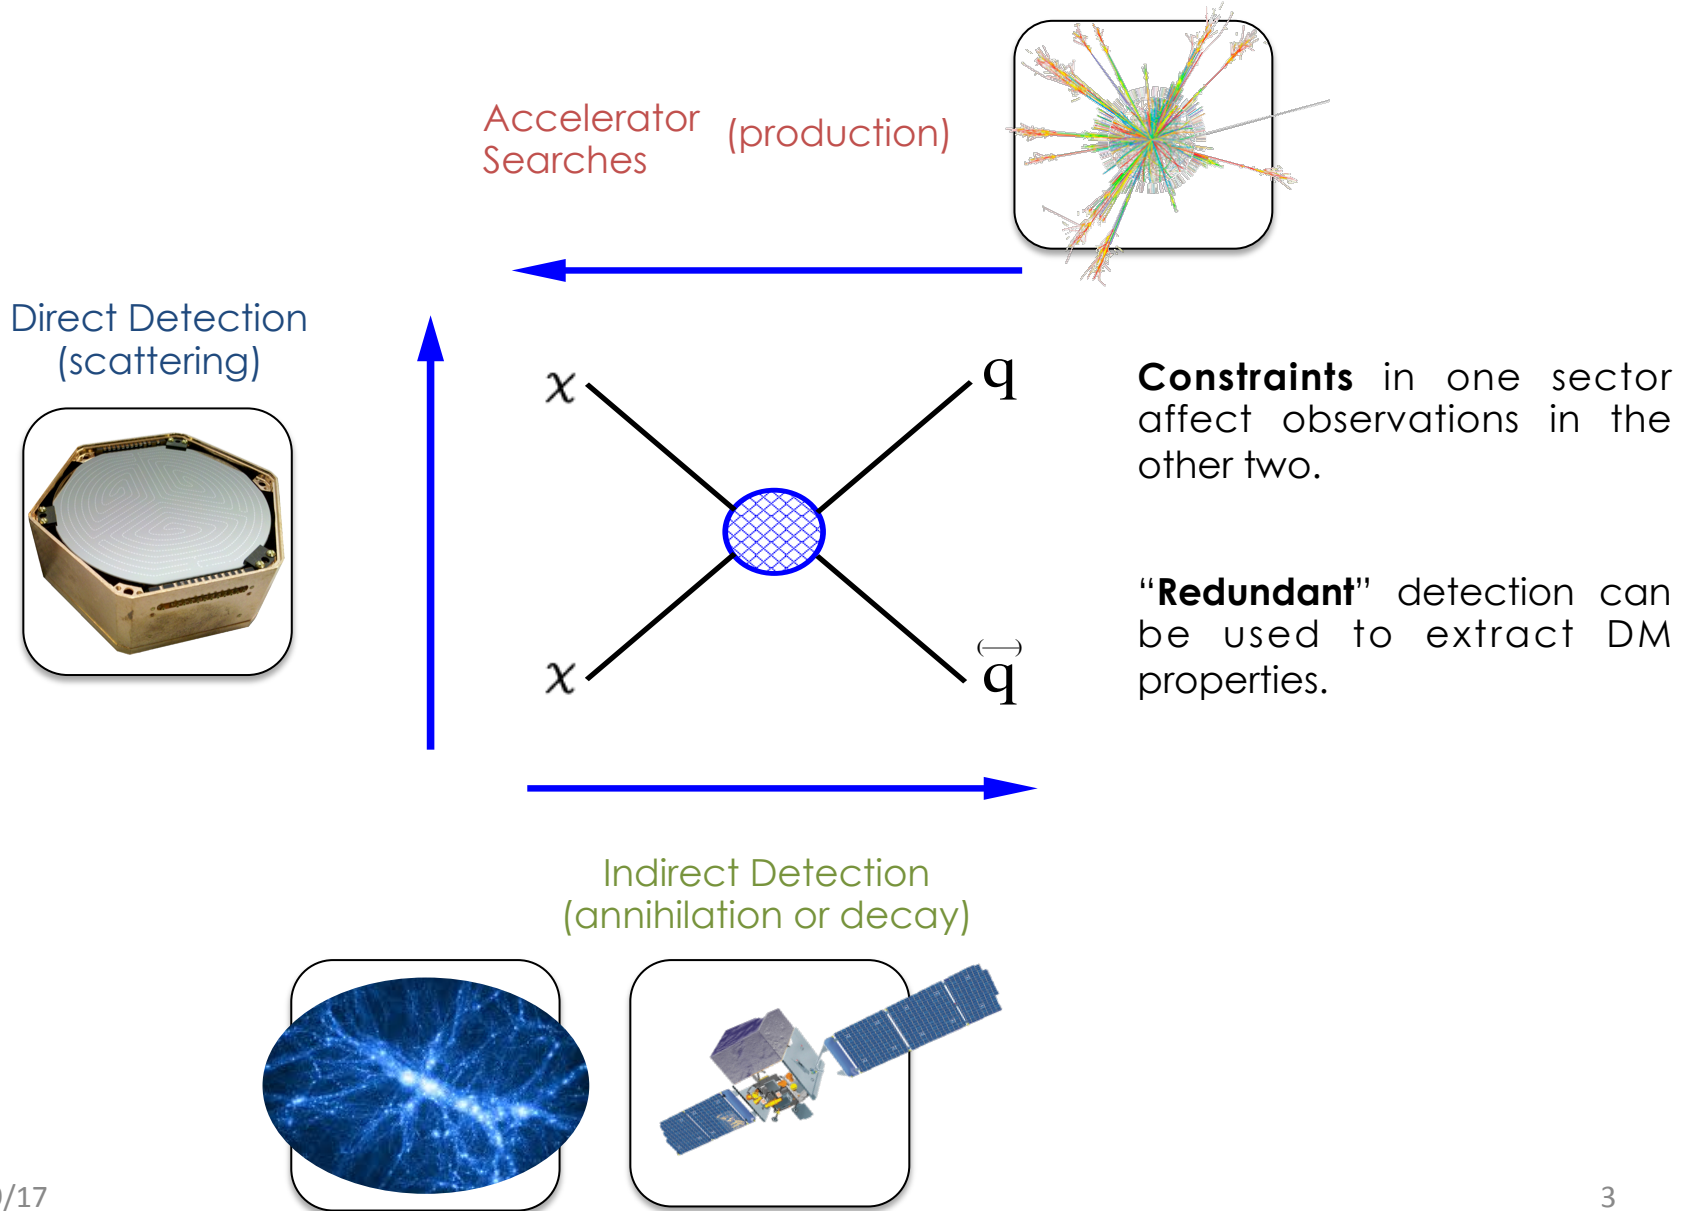 Accelerator (production)
Searches
Direct Detection
(scattering)
χ
q
Constraints in one sector
affect observations in the
other two.
“Redundant” detection can
be used to extract DM
properties.
χ
(—)
q
Indirect Detection
(annihilation or decay)
/17
3